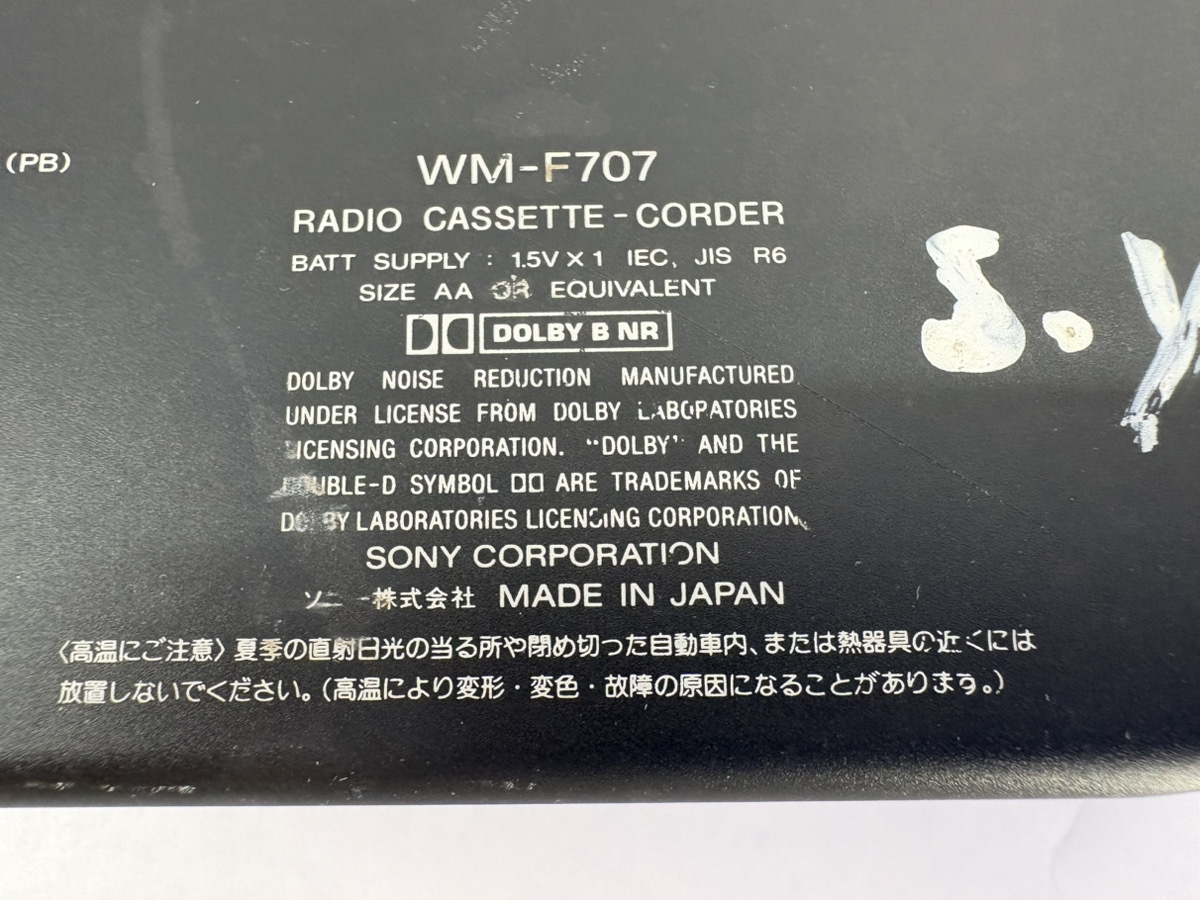 (PB)
WM-F707
RADIO CASSETTE-CORDER
BATT SUPPLY : 1.5V X 1 IEC, JIS R6
SIZE AA OR EQUIVALENT
DOLBY B NR
DOLBY NOISE REDUCTION MANUFACTURED
UNDER LICENSE FROM DOLBY LABORATORIES
LICENSING CORPORATION. "DOLBY" AND THE
DOUBLE-D SYMBOL ARE TRADEMARKS OF
DOLBY LABORATORIES LICENSING CORPORATION.
SONY CORPORATION
ソニー株式会社 MADE IN JAPAN
〈高温にご注意〉夏季の直射日光の当る所や閉め切った自動車内、または熱器具の近くには
放置しないでください。(高温により変形・変色・故障の原因になることがあります。)
S.Y